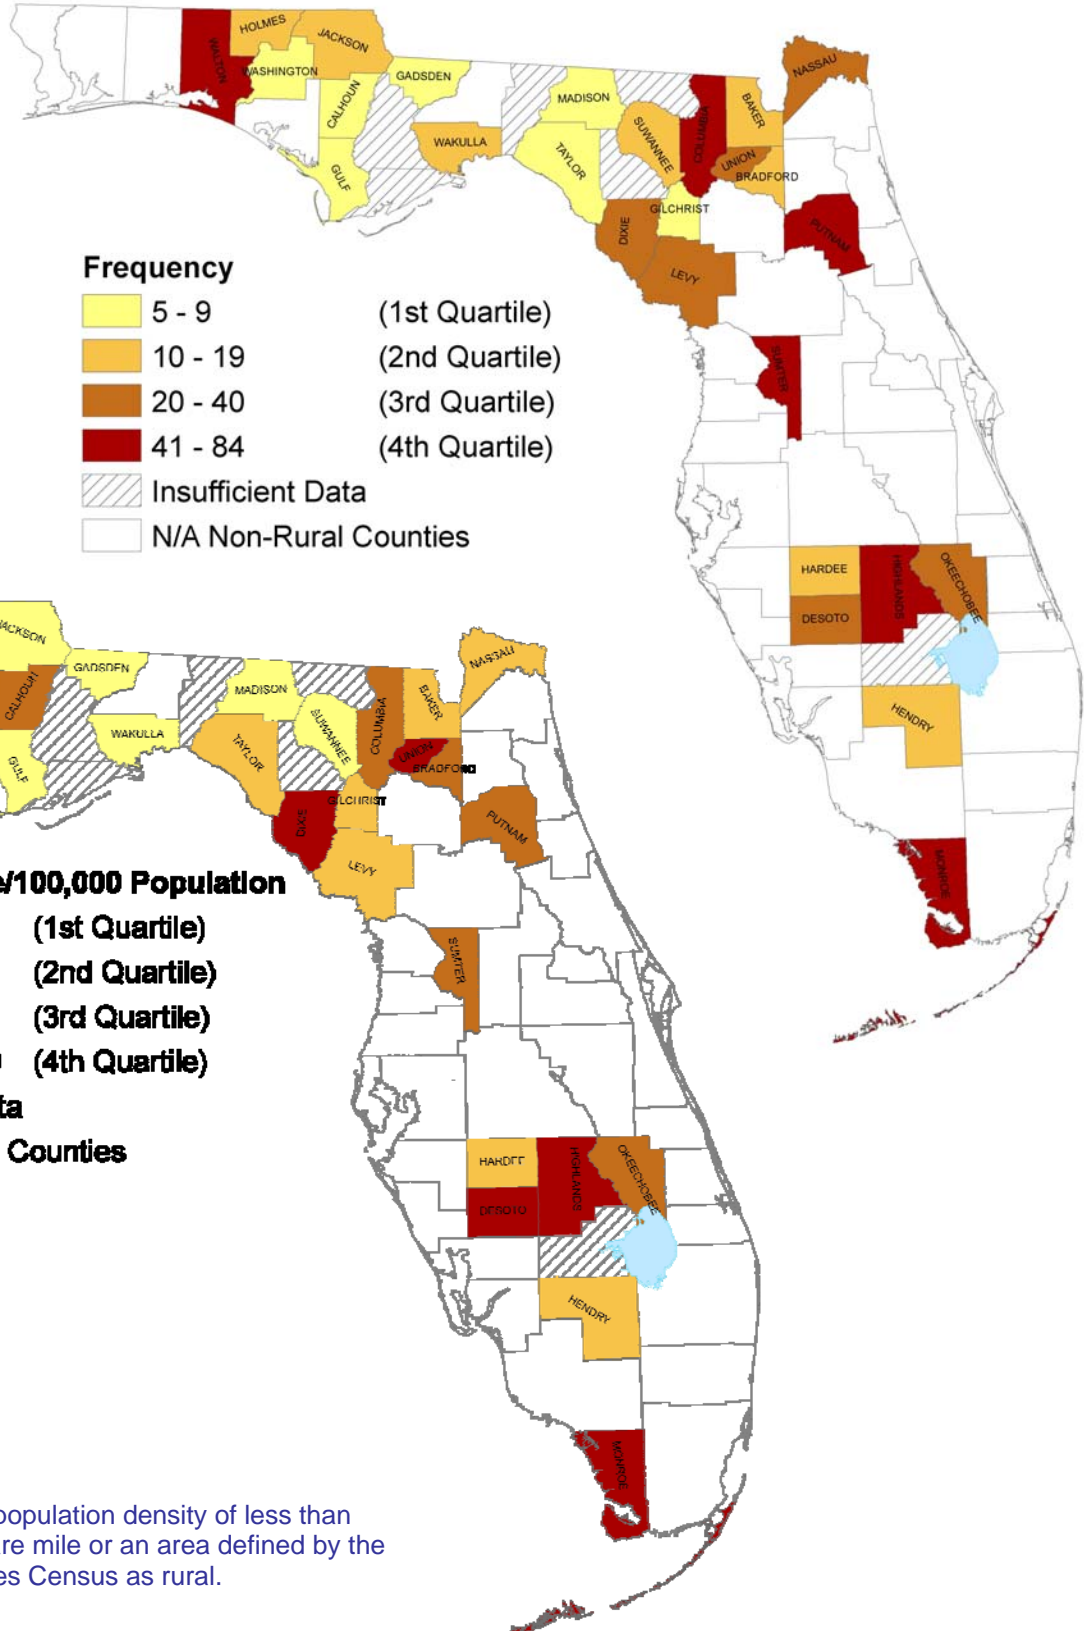 HOLMES
JACKSON
WALTON
WASHINGTON
CALHOUN
GADSDEN
GULF
WAKULLA
MADISON
TAYLOR
SUWANNEE
COLUMBIA
BAKER
NASSAU
UNION
BRADFORD
GILCHRIST
DIXIE
LEVY
PUTNAM
SUMTER
HARDEE
HIGHLANDS
OKEECHOBEE
DESOTO
HENDRY
MONROE
Frequency
5 - 9 (1st Quartile)
10 - 19 (2nd Quartile)
20 - 40 (3rd Quartile)
41 - 84 (4th Quartile)
Insufficient Data
N/A Non-Rural Counties
JACKSON
CALHOUN
GADSDEN
GULF
WAKULLA
MADISON
TAYLOR
SUWANNEE
COLUMBIA
BAKER
NASSAU
UNION
BRADFORD
GILCHRIST
DIXIE
LEVY
PUTNAM
SUMTER
HARDEE
HIGHLANDS
OKEECHOBEE
DESOTO
HENDRY
MONROE
e/100,000 Population
(1st Quartile)
(2nd Quartile)
(3rd Quartile)
(4th Quartile)
ta
Counties
population density of less than
are mile or an area defined by the
es Census as rural.